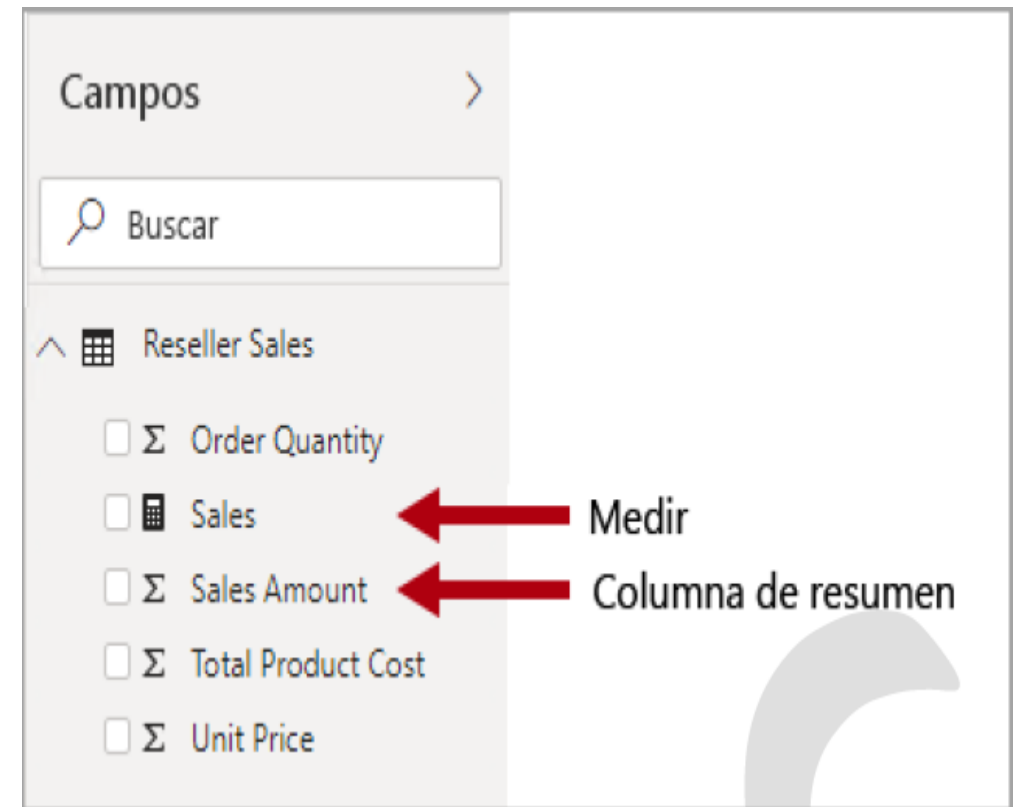 Campos
Buscar
Reseller Sales
Σ Order Quantity
Sales
Medir
Σ Sales Amount
Columna de resumen
Σ Total Product Cost
Σ Unit Price